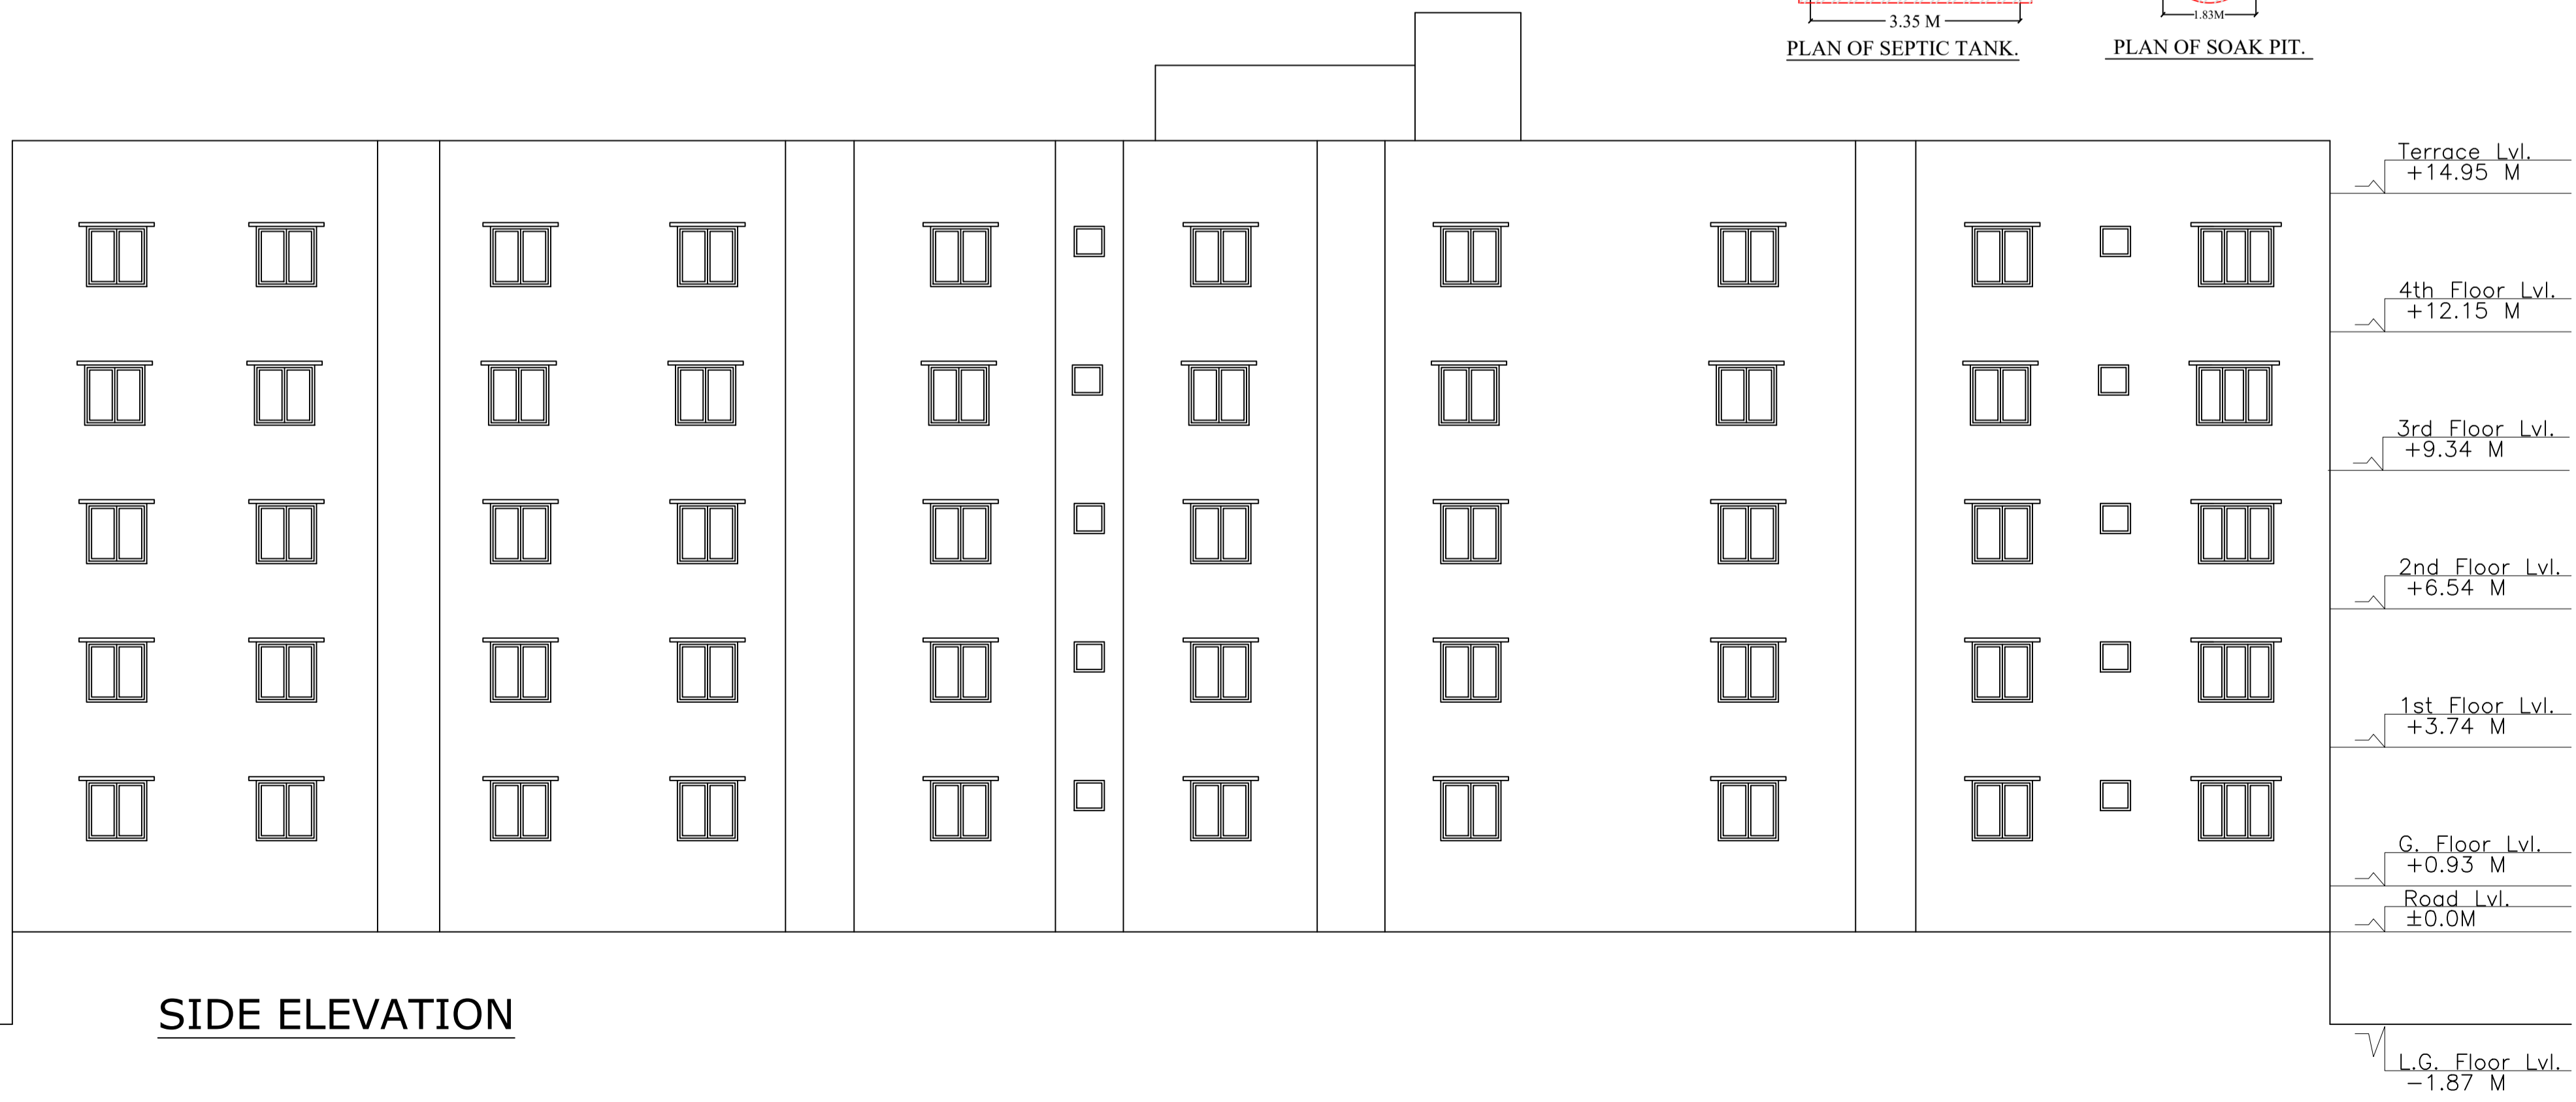 3.35 M
1.83M
PLAN OF SEPTIC TANK.
PLAN OF SOAK PIT.
Terrace Lvl.
+14.95 M
4th Floor Lvl.
+12.15 M
3rd Floor Lvl.
+9.34 M
2nd Floor Lvl.
+6.54 M
1st Floor Lvl.
+3.74 M
G. Floor Lvl.
+0.93 M
Road Lvl.
±0.0M
SIDE ELEVATION
L.G. Floor Lvl.
−1.87 M